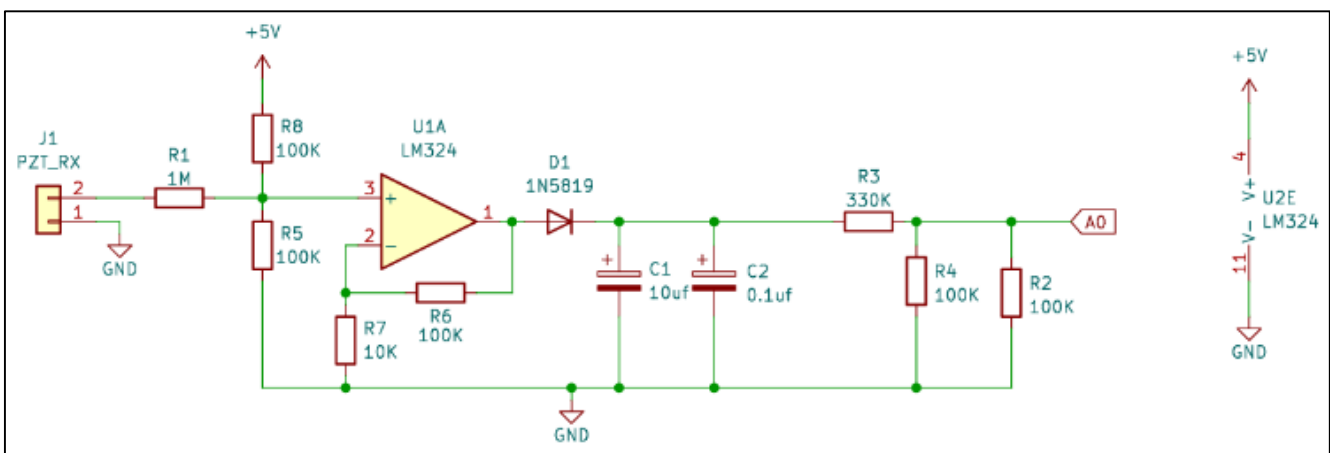 +5V
+5V
J1
PZT_RX
R1
1M
R8
100K
U1A
LM324
D1
1N5819
R3
330K
2
1
3
+
2
−
1
R5
100K
GND
R6
100K
R7
10K
+
C1
10uf
+
C2
0.1uf
R4
100K
R2
100K
A0
4
V+
U2E
LM324
V-
11
GND
GND